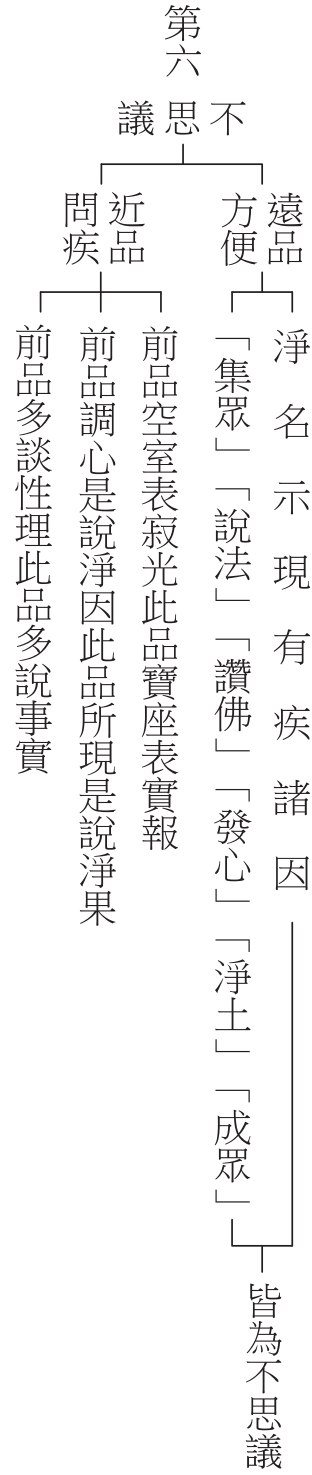 第六
不思議
遠品
方便
淨名示現有疾諸因
「集眾」「說法」「讚佛」「發心」「淨土」「成眾」
皆為不思議
近品
問疾
前品空室表寂光此品寶座表實報
前品調心是說淨因此品所現是說淨果
前品多談性理此品多說事實